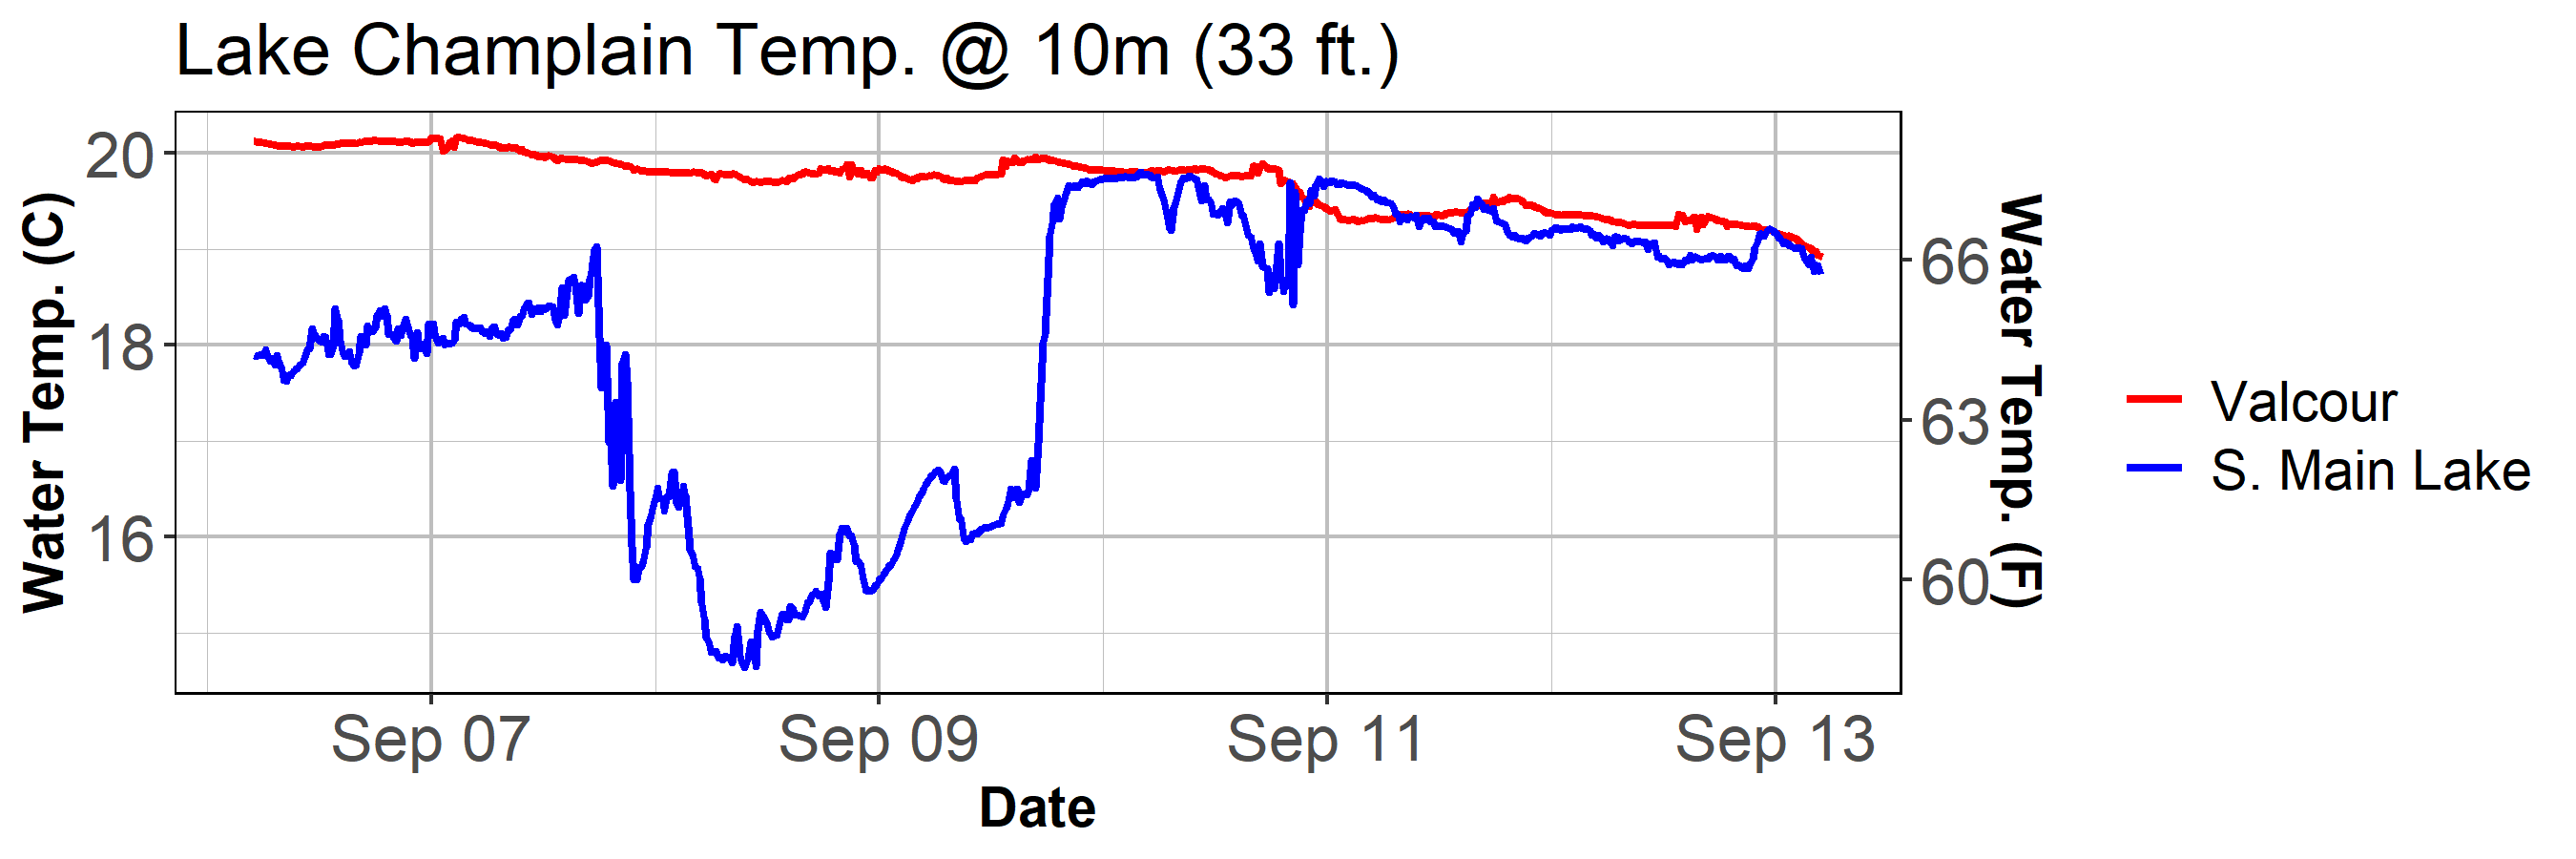 Lake Champlain Temp. @ 10m (33 ft.)
Water Temp. (C)
20
18
16
66
63
60
Water Temp. (F)
Valcour
S. Main Lake
Sep 07
Sep 09
Sep 11
Sep 13
Date